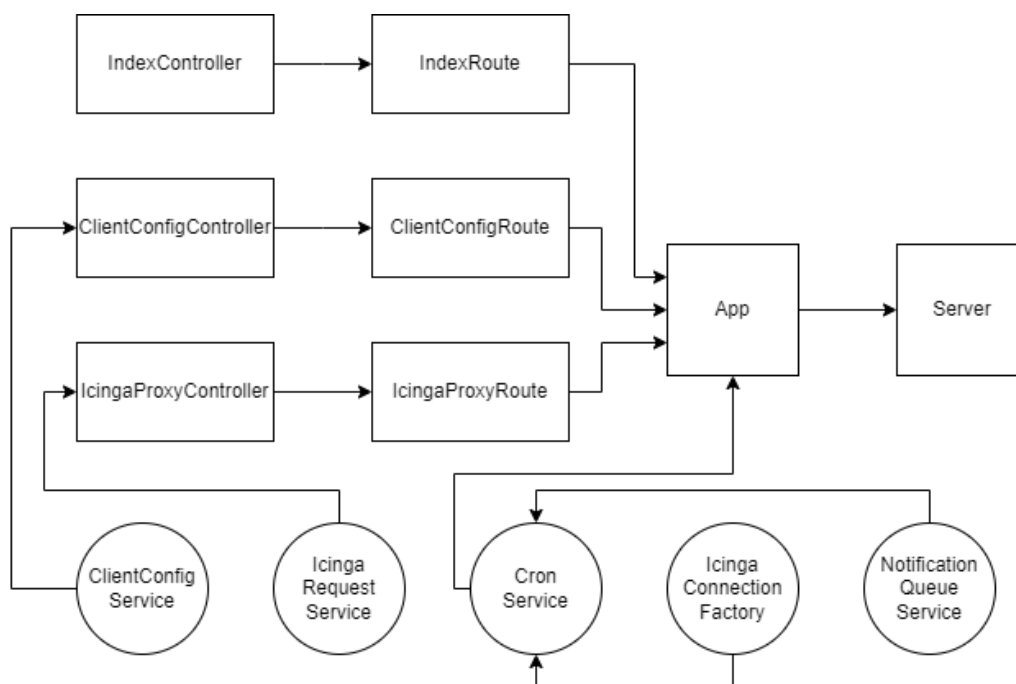 IndexController
IndexRoute
ClientConfigController
ClientConfigRoute
App
Server
IcingaProxyController
IcingaProxyRoute
ClientConfig
Service
Icinga
Request
Service
Cron
Service
Icinga
Connection
Factory
Notification
Queue
Service